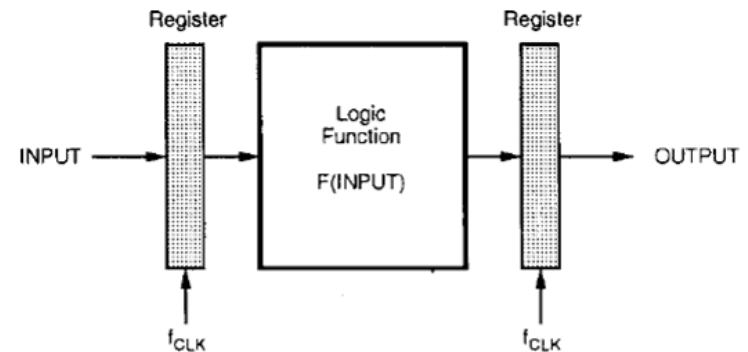 Register
Register
Logic
Function
INPUT
OUTPUT
F(INPUT)
fCLK
fCLK